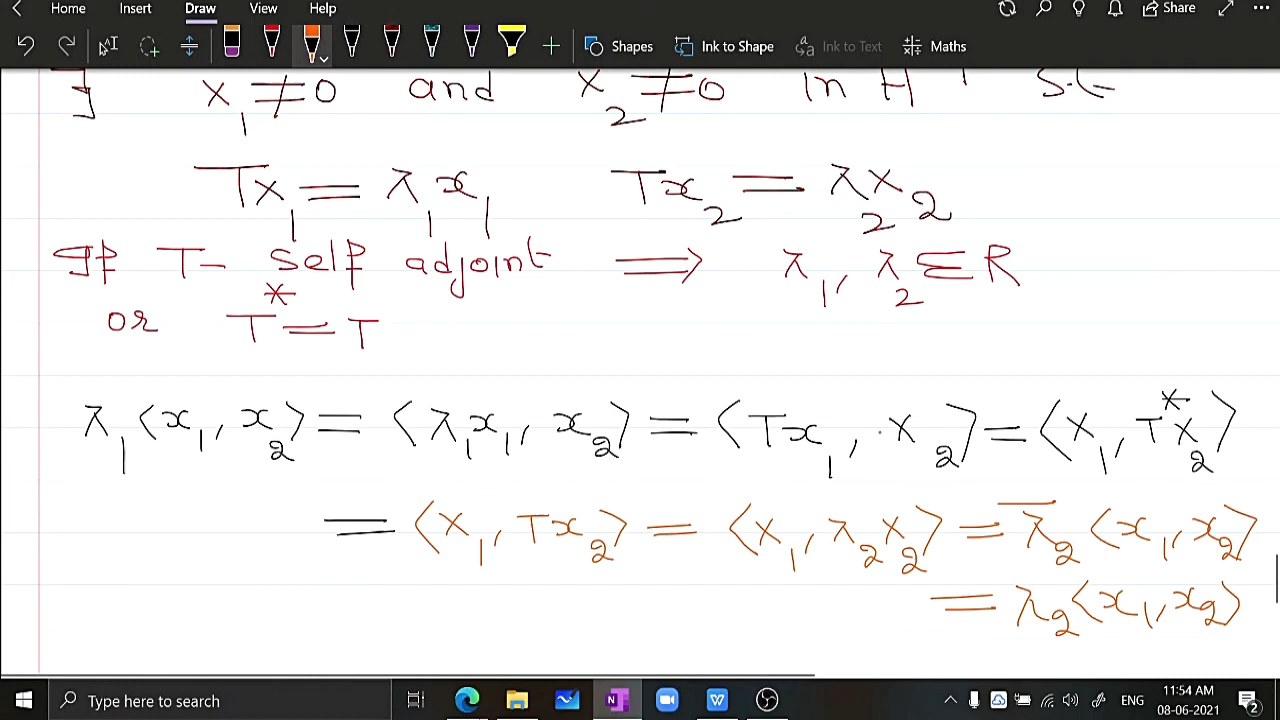 Home Insert Draw View Help Share
Shapes Ink to Shape Ink to Text Maths
∃ x₁ ≠ 0 and x₂ ≠ 0 in H s.t.
Tx₁ = λ₁x₁ Tx₂ = λ₂x₂
If T- self adjoint ⟹ λ₁, λ₂ ∈ R
or T* = T
λ₁⟨x₁, x₂⟩ = ⟨λ₁x₁, x₂⟩ = ⟨Tx₁, x₂⟩ = ⟨x₁, T*x₂⟩
= ⟨x₁, Tx₂⟩ = ⟨x₁, λ₂x₂⟩ = λ̅₂⟨x₁, x₂⟩
= λ₂⟨x₁, x₂⟩
Type here to search ENG 11:54 AM
08-06-2021 2